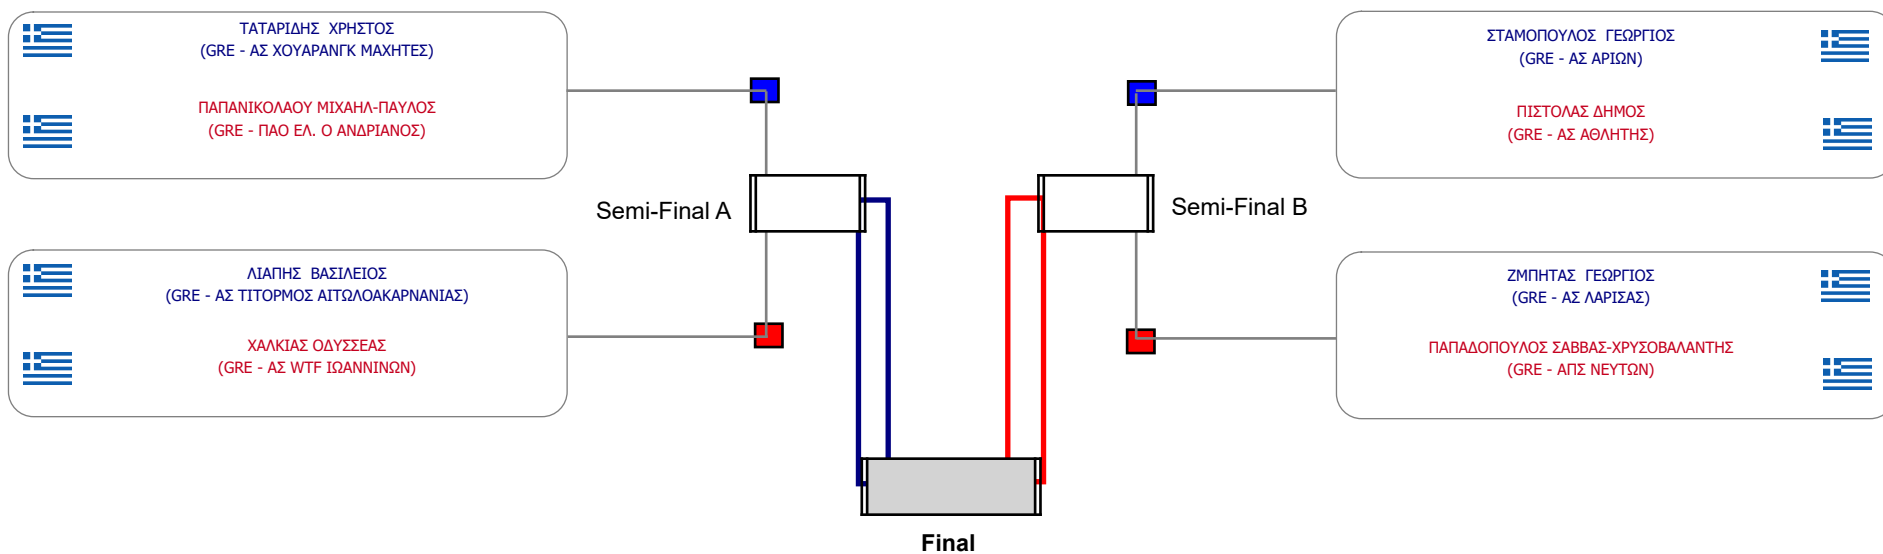 ΤΑΤΑΡΙΔΗΣ ΧΡΗΣΤΟΣ
(GRE - ΑΣ ΧΟΥΑΡΑΝΓΚ ΜΑΧΗΤΕΣ)
ΠΑΠΑΝΙΚΟΛΑΟΥ ΜΙΧΑΗΛ-ΠΑΥΛΟΣ
(GRE - ΠΑΟ ΕΛ. Ο ΑΝΔΡΙΑΝΟΣ)
Semi-Final A
ΛΙΑΠΗΣ ΒΑΣΙΛΕΙΟΣ
(GRE - ΑΣ ΤΙΤΟΡΜΟΣ ΑΙΤΩΛΟΑΚΑΡΝΑΝΙΑΣ)
ΧΑΛΚΙΑΣ ΟΔΥΣΣΕΑΣ
(GRE - ΑΣ WTF ΙΩΑΝΝΙΝΩΝ)
ΣΤΑΜΟΠΟΥΛΟΣ ΓΕΩΡΓΙΟΣ
(GRE - ΑΣ ΑΡΙΩΝ)
ΠΙΣΤΟΛΑΣ ΔΗΜΟΣ
(GRE - ΑΣ ΑΘΛΗΤΗΣ)
Semi-Final B
ΖΜΠΗΤΑΣ ΓΕΩΡΓΙΟΣ
(GRE - ΑΣ ΛΑΡΙΣΑΣ)
ΠΑΠΑΔΟΠΟΥΛΟΣ ΣΑΒΒΑΣ-ΧΡΥΣΟΒΑΛΑΝΤΗΣ
(GRE - ΑΠΣ ΝΕΥΤΩΝ)
Final